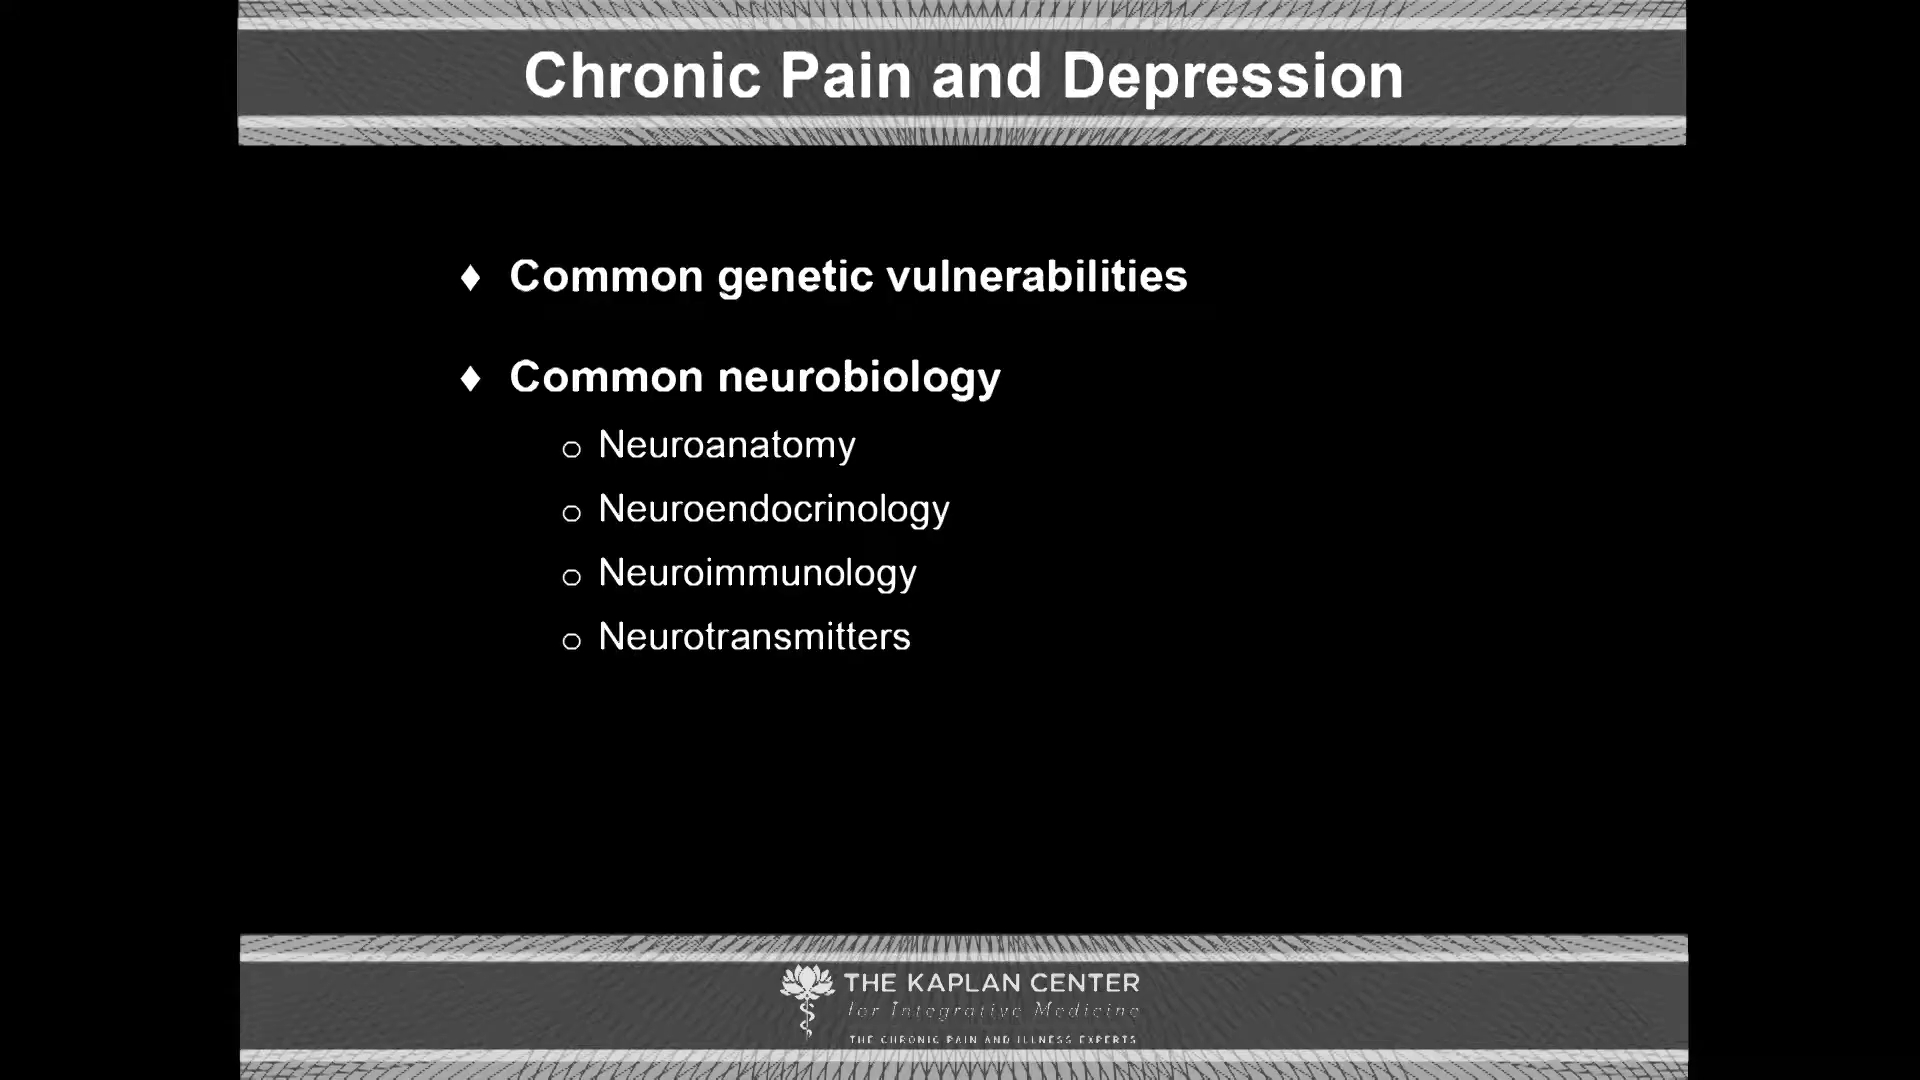 Chronic Pain and Depression
♦ Common genetic vulnerabilities
♦ Common neurobiology
o Neuroanatomy
o Neuroendocrinology
o Neuroimmunology
o Neurotransmitters
THE KAPLAN CENTER
for Integrative Medicine
THE CHRONIC PAIN AND ILLNESS EXPERTS